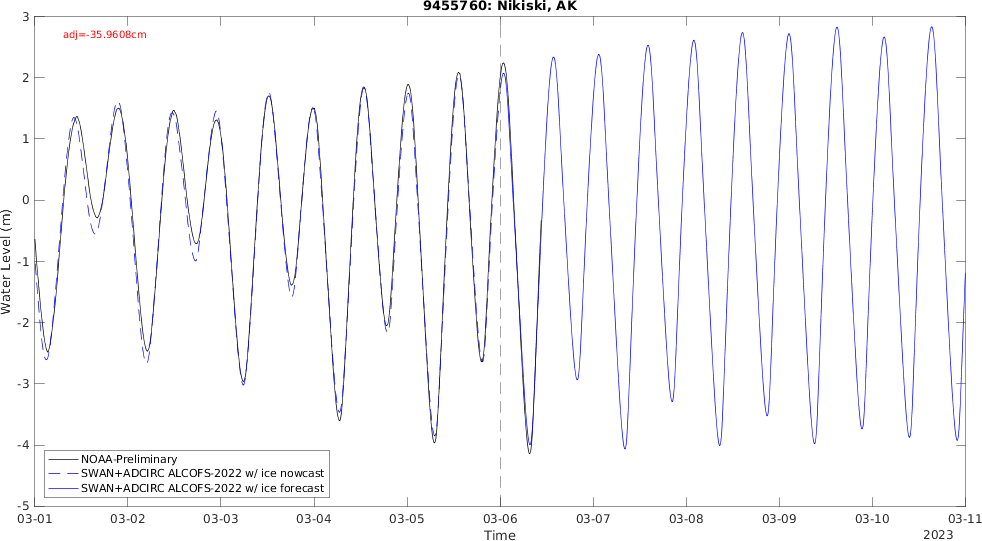 9455760: Nikiski, AK
adj=-35.9608cm
3
2
1
0
-1
-2
-3
-4
-5
Water Level (m)
NOAA-Preliminary
SWAN+ADCIRC ALCOFS-2022 w/ ice nowcast
SWAN+ADCIRC ALCOFS-2022 w/ ice forecast
03-01 03-02 03-03 03-04 03-05 03-06 03-07 03-08 03-09 03-10 03-11
Time
2023